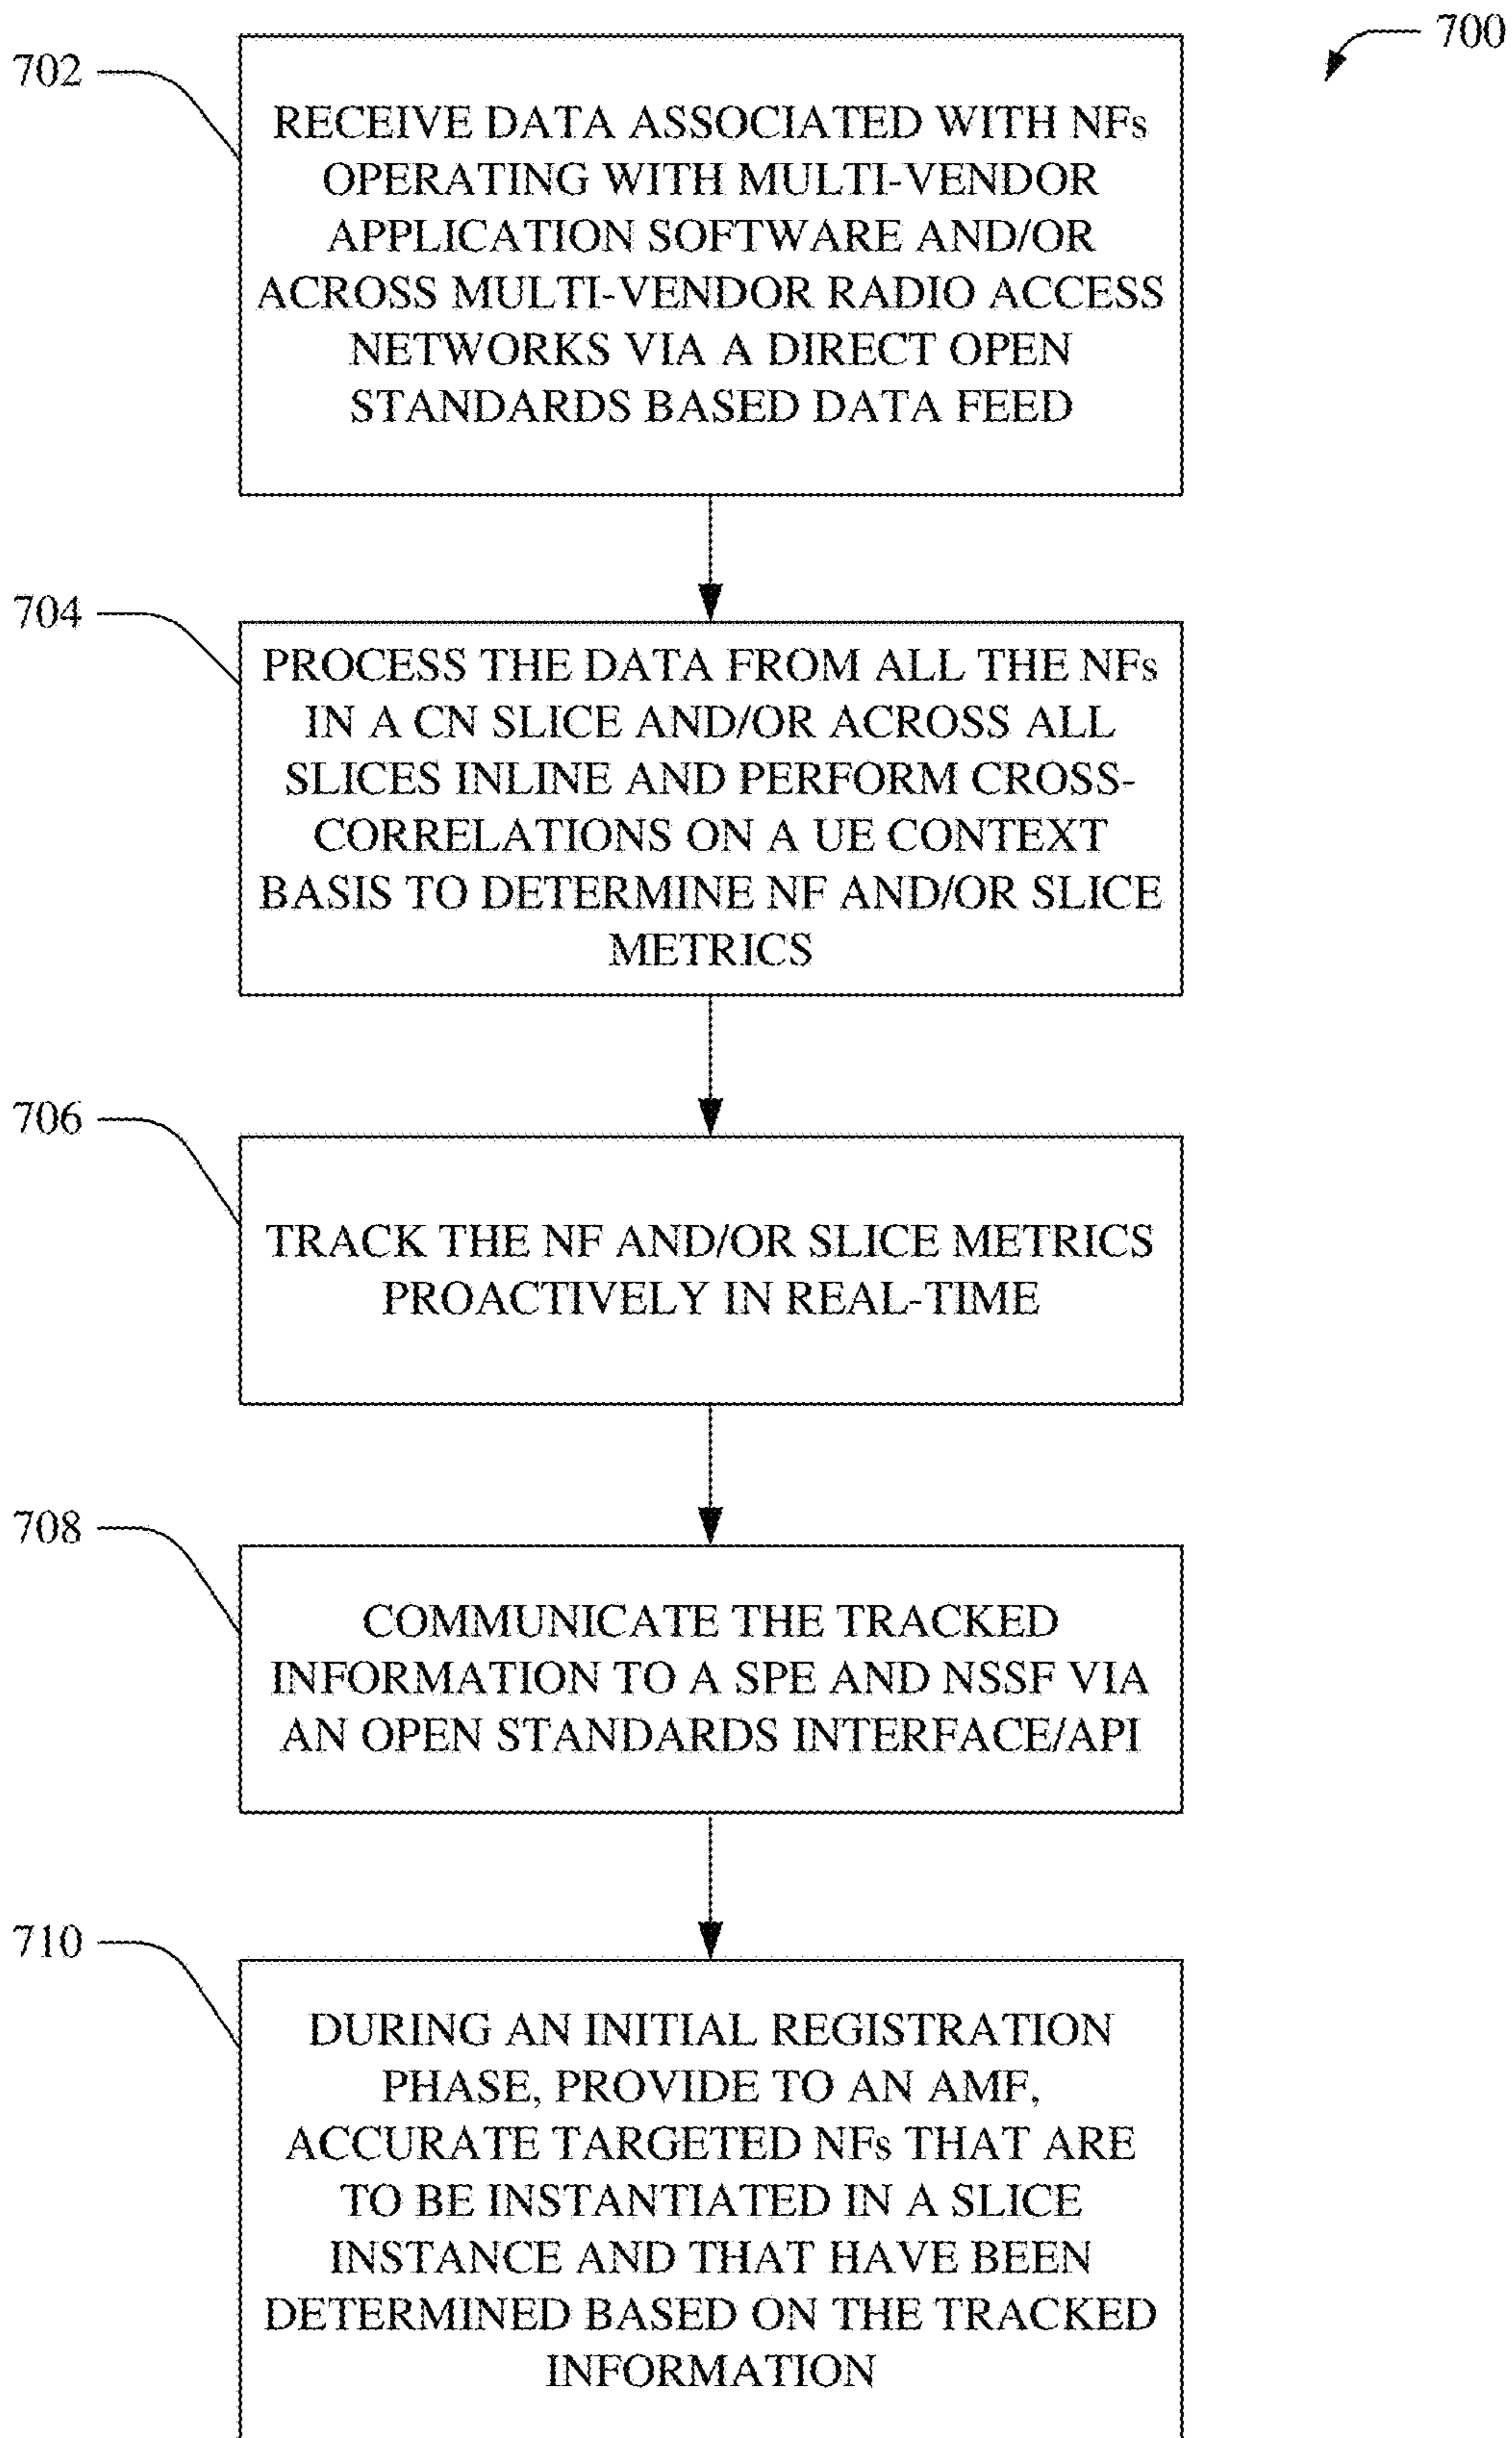 700
702
RECEIVE DATA ASSOCIATED WITH NFs
OPERATING WITH MULTI-VENDOR
APPLICATION SOFTWARE AND/OR
ACROSS MULTI-VENDOR RADIO ACCESS
NETWORKS VIA A DIRECT OPEN
STANDARDS BASED DATA FEED
704
PROCESS THE DATA FROM ALL THE NFs
IN A CN SLICE AND/OR ACROSS ALL
SLICES INLINE AND PERFORM CROSS-
CORRELATIONS ON A UE CONTEXT
BASIS TO DETERMINE NF AND/OR SLICE
METRICS
706
TRACK THE NF AND/OR SLICE METRICS
PROACTIVELY IN REAL-TIME
708
COMMUNICATE THE TRACKED
INFORMATION TO A SPE AND NSSF VIA
AN OPEN STANDARDS INTERFACE/API
710
DURING AN INITIAL REGISTRATION
PHASE, PROVIDE TO AN AMF,
ACCURATE TARGETED NFs THAT ARE
TO BE INSTANTIATED IN A SLICE
INSTANCE AND THAT HAVE BEEN
DETERMINED BASED ON THE TRACKED
INFORMATION